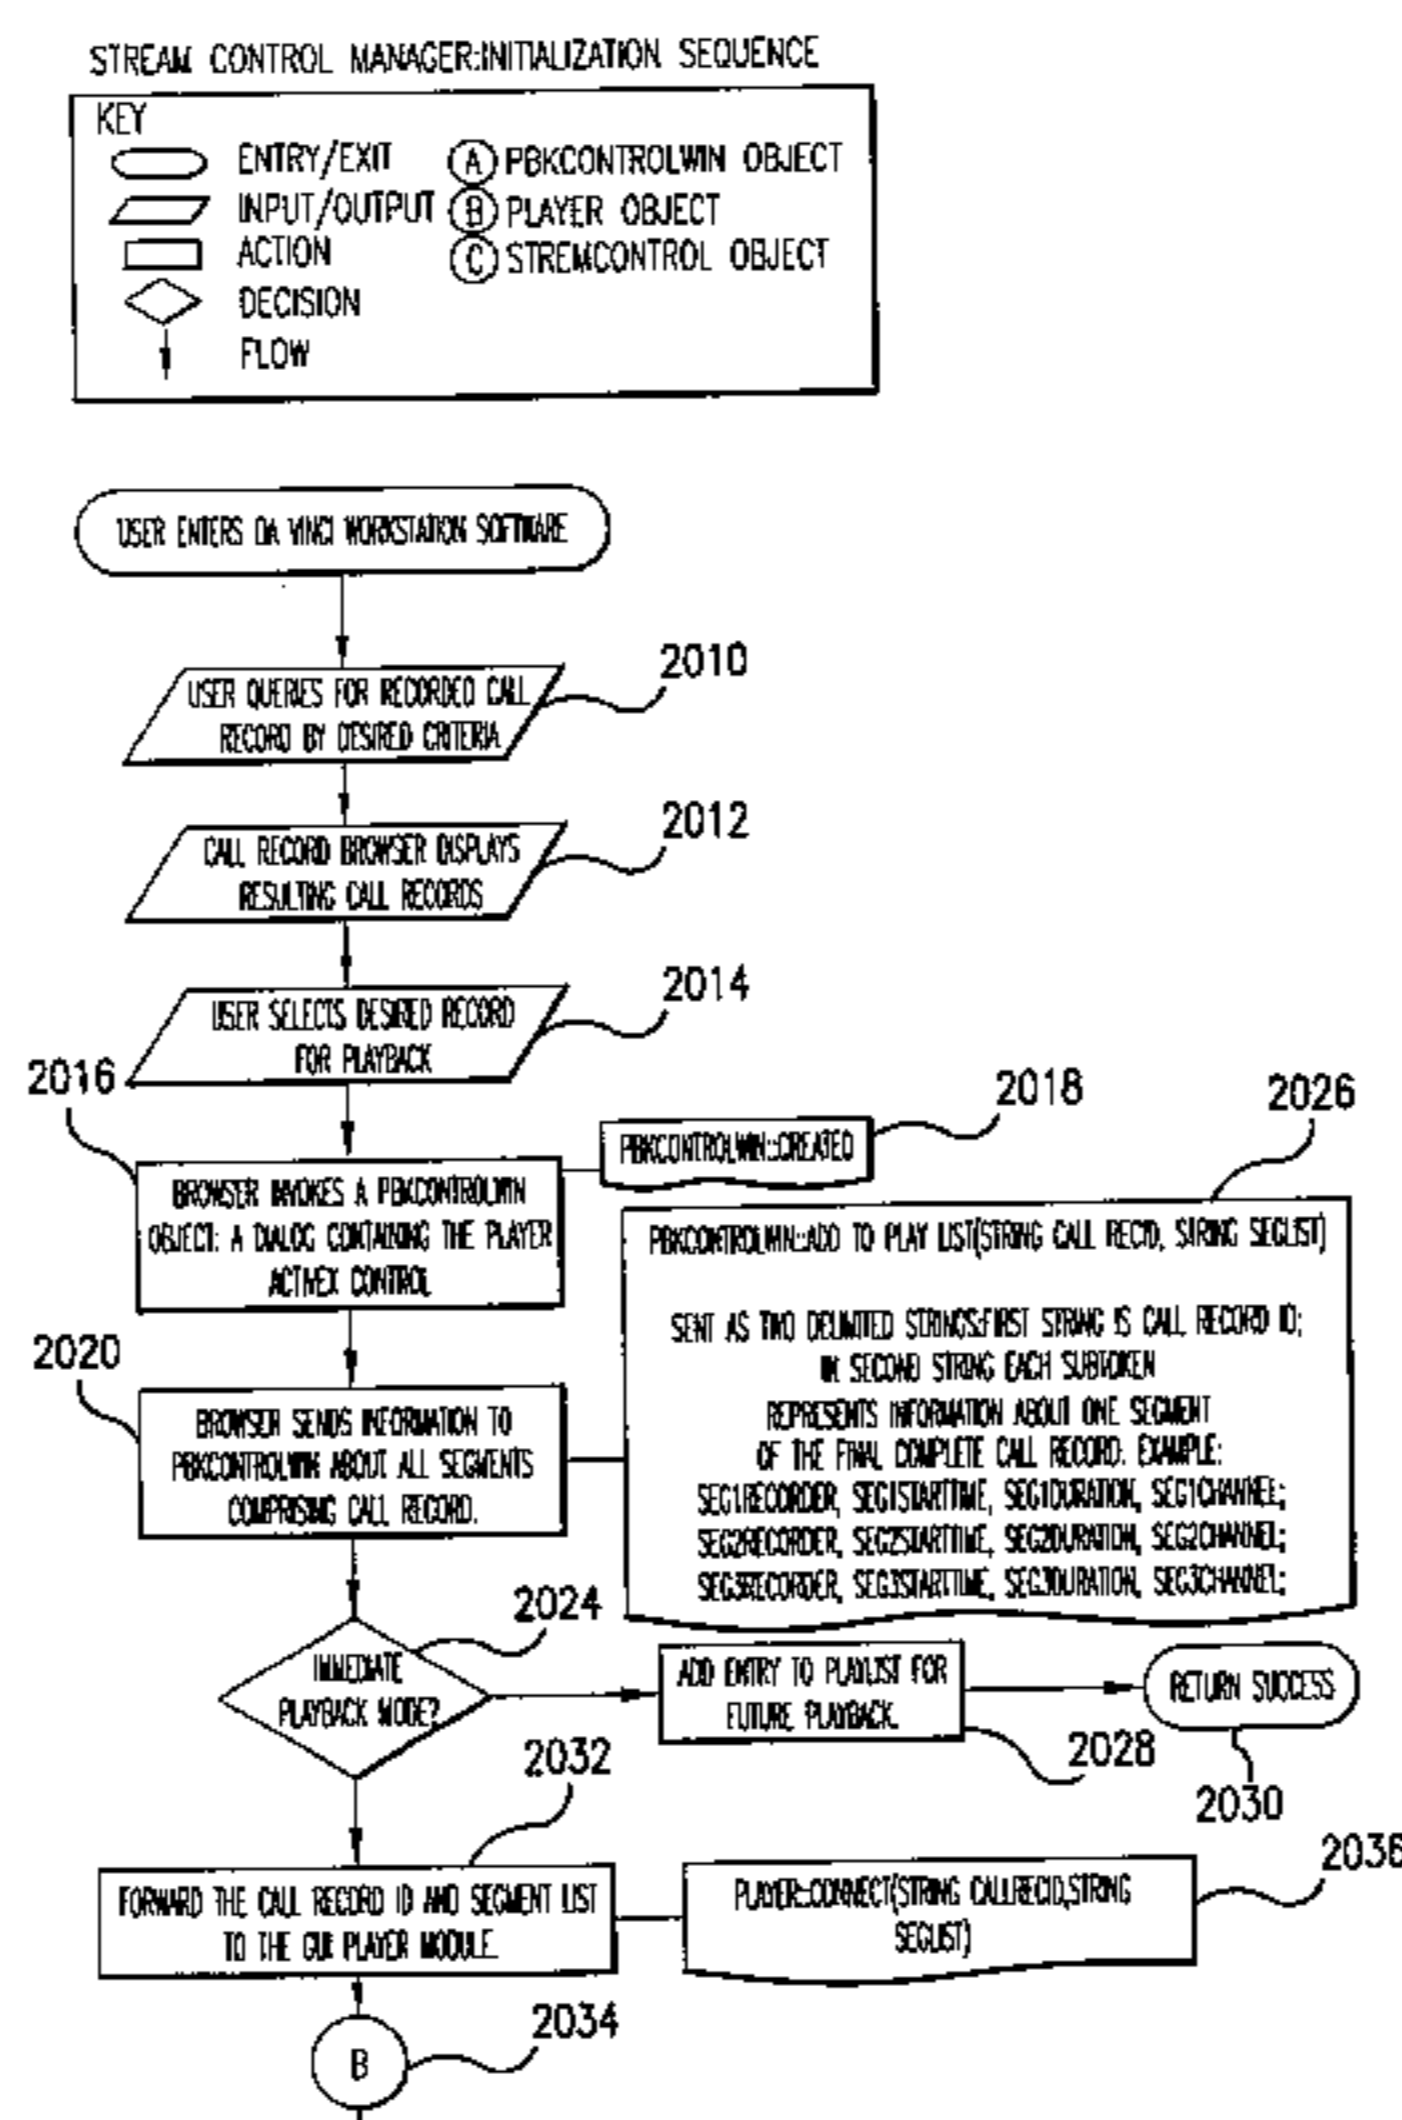 STREAM CONTROL MANAGER:INITIALIZATION SEQUENCE
KEY
ENTRY/EXIT
INPUT/OUTPUT
ACTION
DECISION
FLOW
A PBKCONTROLWIN OBJECT
B PLAYER OBJECT
C STREMCONTROL OBJECT
USER ENTERS DA VINCI WORKSTATION SOFTWARE
2010
USER QUERIES FOR RECORDED CALL
RECORD BY DESIRED CRITERIA
2012
CALL RECORD BROWSER DISPLAYS
RESULTING CALL RECORDS
2014
USER SELECTS DESIRED RECORD
FOR PLAYBACK
2016
BROWSER INVOKES A PBKCONTROLWIN
OBJECT: A DIALOG CONTAINING THE PLAYER
ACTIVEX CONTROL
2018
PBKCONTROLWIN::CREATED
2026
PBKCONTROLWIN::ADD TO PLAY LIST(STRING CALL RECID, STRING SEGLIST)
SENT AS TWO DELIMITED STRINGS:FIRST STRING IS CALL RECORD ID;
IN SECOND STRING EACH SUBTOKEN
REPRESENTS INFORMATION ABOUT ONE SEGMENT
OF THE FINAL COMPLETE CALL RECORD. EXAMPLE:
SEG1RECORDER, SEG1STARTTIME, SEG1DURATION, SEG1CHANNEL;
SEG2RECORDER, SEG2STARTTIME, SEG2DURATION, SEG2CHANNEL;
SEG3RECORDER, SEG3STARTTIME, SEG3DURATION, SEG3CHANNEL;
2020
BROWSER SENDS INFORMATION TO
PBKCONTROLWIN ABOUT ALL SEGMENTS
COMPRISING CALL RECORD.
2024
IMMEDIATE
PLAYBACK MODE?
ADD ENTRY TO PLAYLIST FOR
FUTURE PLAYBACK.
2028
RETURN SUCCESS
2030
2032
FORWARD THE CALL RECORD ID AND SEGMENT LIST
TO THE GUI PLAYER MODULE.
2036
PLAYER::CONNECT(STRING CALLRECID,STRING
SEGLIST)
2034
B